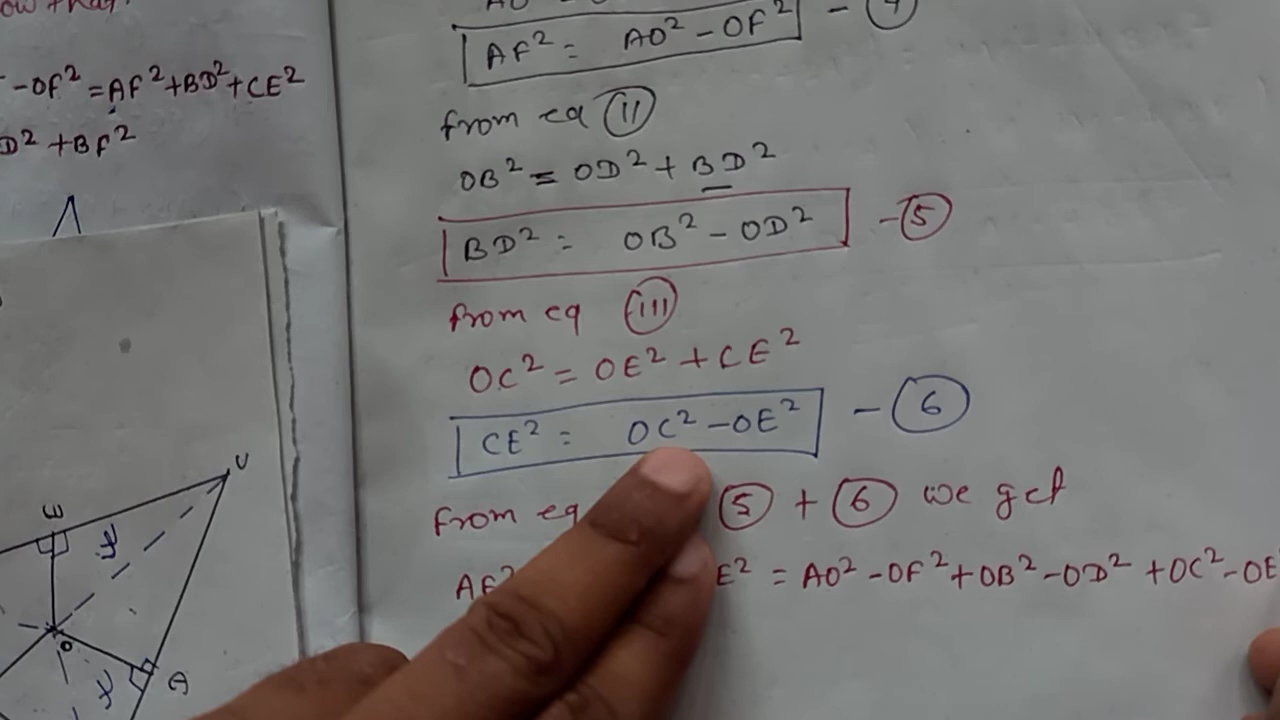 -OF² = AF² + BD² + CE²
D² + BF²
AF² = AO² - OF²
from eq (II)
OB² = OD² + BD²
BD² = OB² - OD² - (5)
from eq (III)
OC² = OE² + CE²
CE² = OC² - OE² - (6)
from eq (5) + (6) we get
E² = AO² - OF² + OB² - OD² + OC² - OE
E
O